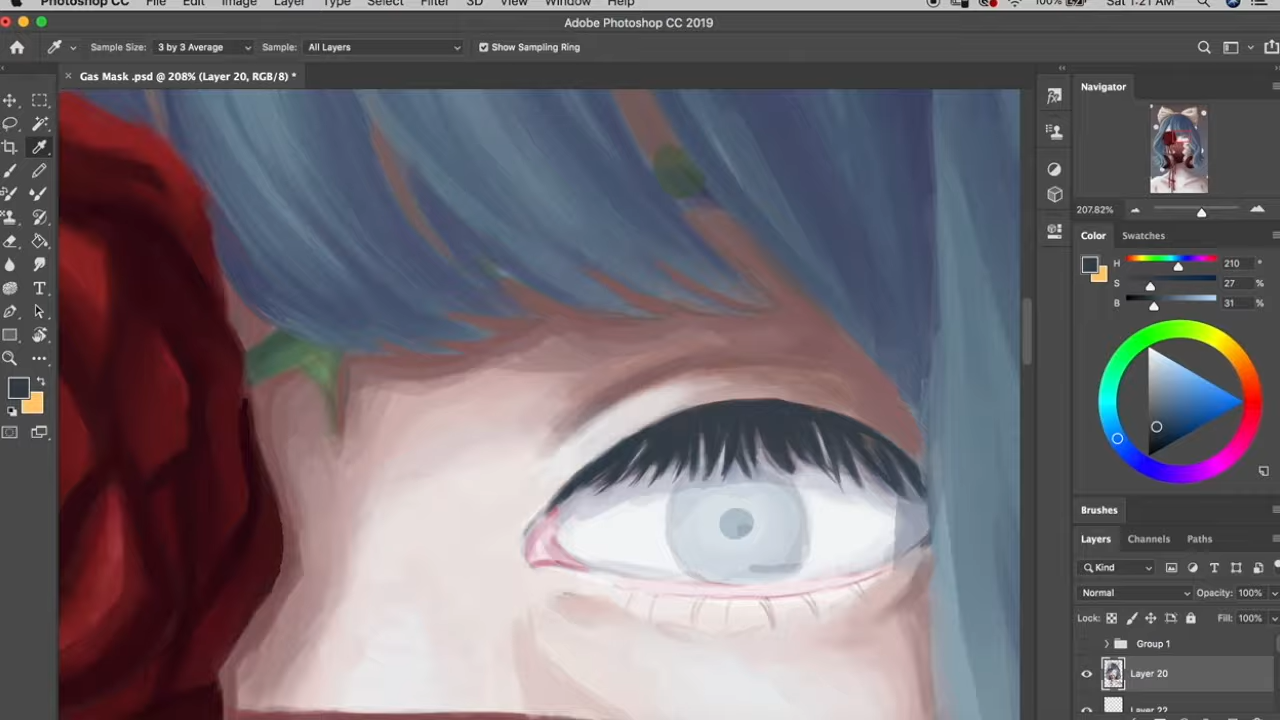 Photoshop CC File Edit Image Layer Type Select Filter 3D View Window Help 100% Sat 1:21 AM
Adobe Photoshop CC 2019
Sample Size: 3 by 3 Average Sample: All Layers Show Sampling Ring
Gas Mask .psd @ 208% (Layer 20, RGB/8) *
Navigator
207.82%
Color Swatches
H 210 °
S 27 %
B 31 %
Brushes
Layers Channels Paths
Kind
Normal Opacity: 100%
Lock: Fill: 100%
Group 1
Layer 20
Layer 22